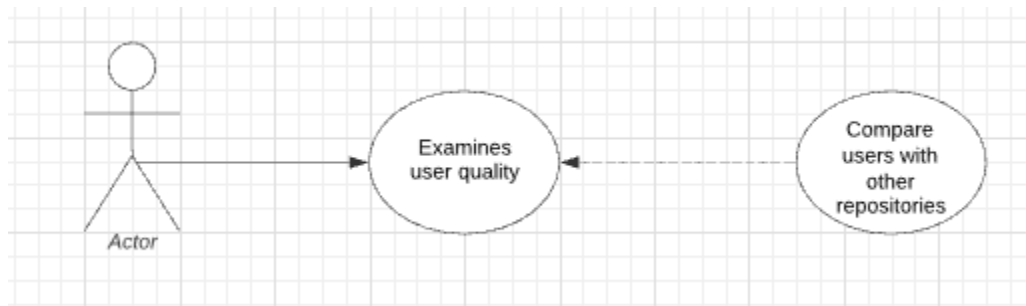 Examines
user quality
Compare
users with
other
repositories
Actor